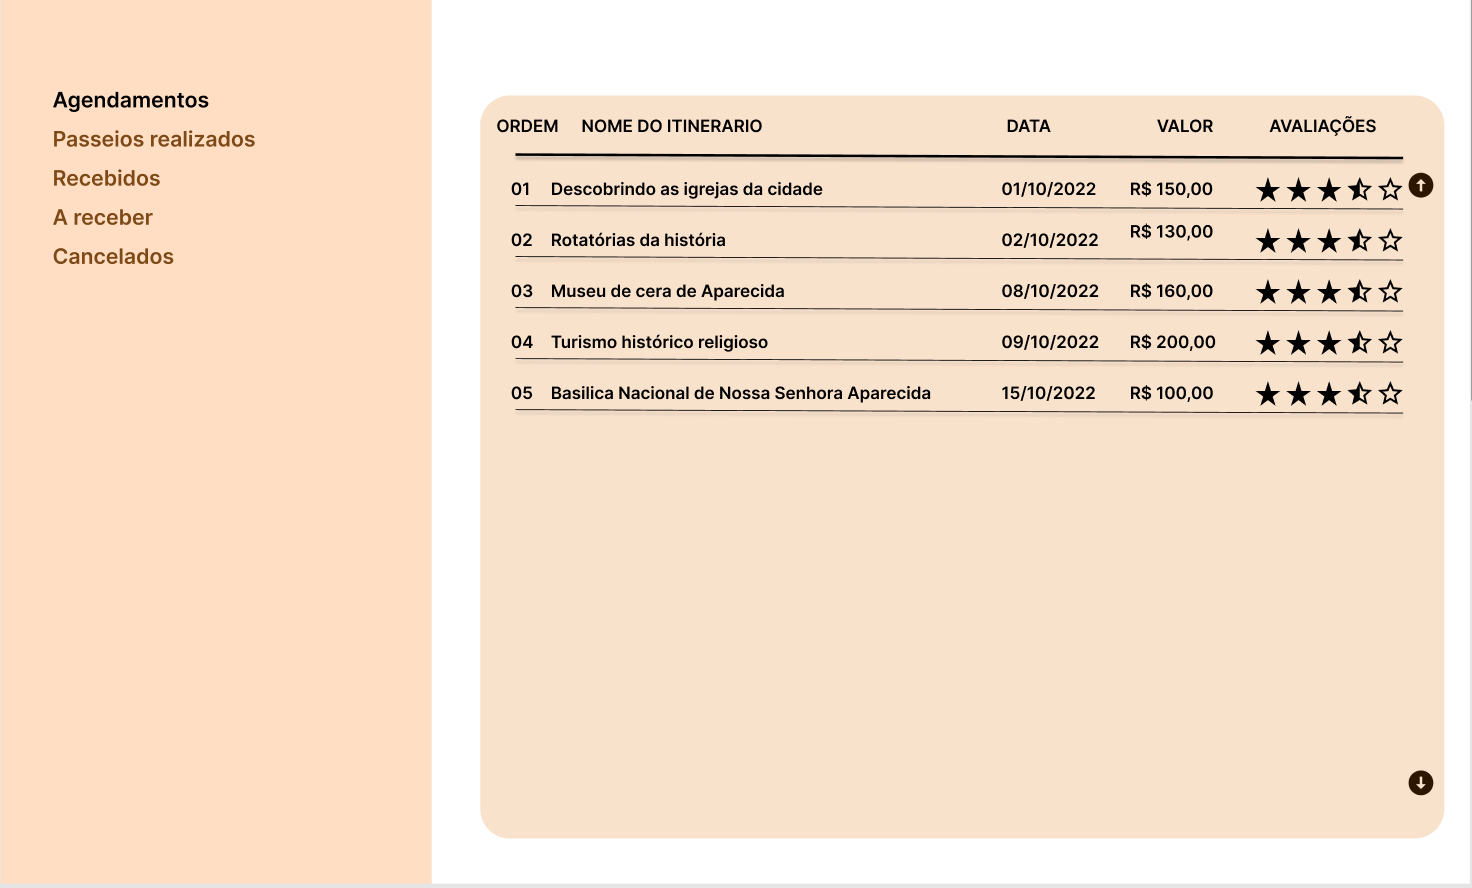 Agendamentos
Passeios realizados
Recebidos
A receber
Cancelados
ORDEM NOME DO ITINERARIO DATA VALOR AVALIAÇÕES
01 Descobrindo as igrejas da cidade 01/10/2022 R$ 150,00
02 Rotatórias da história 02/10/2022 R$ 130,00
03 Museu de cera de Aparecida 08/10/2022 R$ 160,00
04 Turismo histórico religioso 09/10/2022 R$ 200,00
05 Basilica Nacional de Nossa Senhora Aparecida 15/10/2022 R$ 100,00